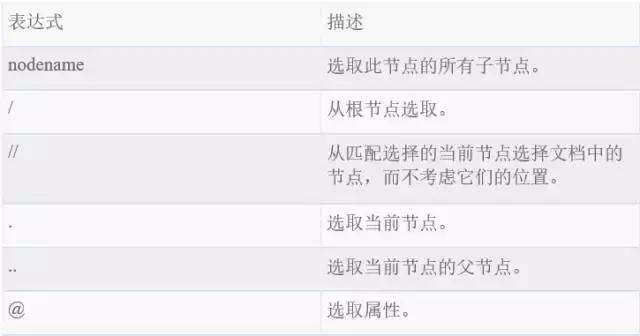 表达式 描述
nodename 选取此节点的所有子节点。
/ 从根节点选取。
// 从匹配选择的当前节点选择文档中的
节点，而不考虑它们的位置。
. 选取当前节点。
.. 选取当前节点的父节点。
@ 选取属性。